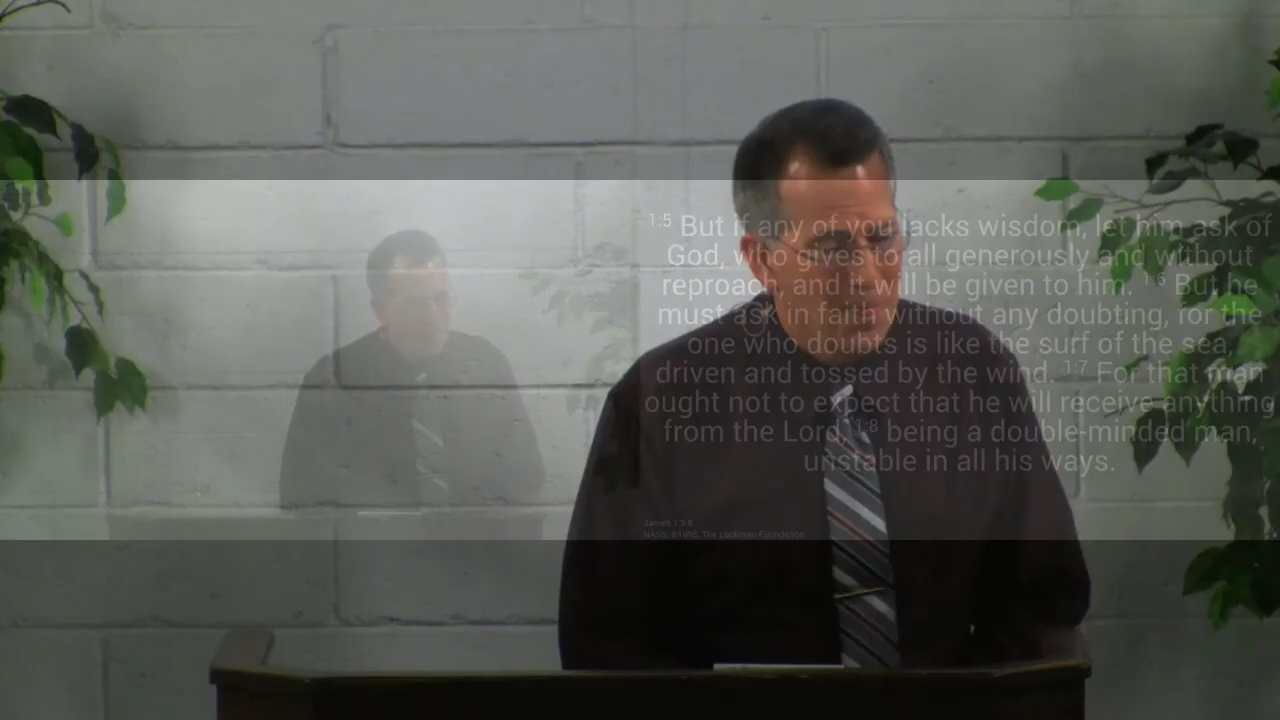 1:5 But if any of you lacks wisdom, let him ask of
God, who gives to all generously and without
reproach, and it will be given to him. 1:6 But he
must ask in faith without any doubting, for the
one who doubts is like the surf of the sea,
driven and tossed by the wind. 1:7 For that man
ought not to expect that he will receive anything
from the Lord, 1:8 being a double-minded man,
unstable in all his ways.
James 1:5-8
NASB, ©1995, The Lockman Foundation